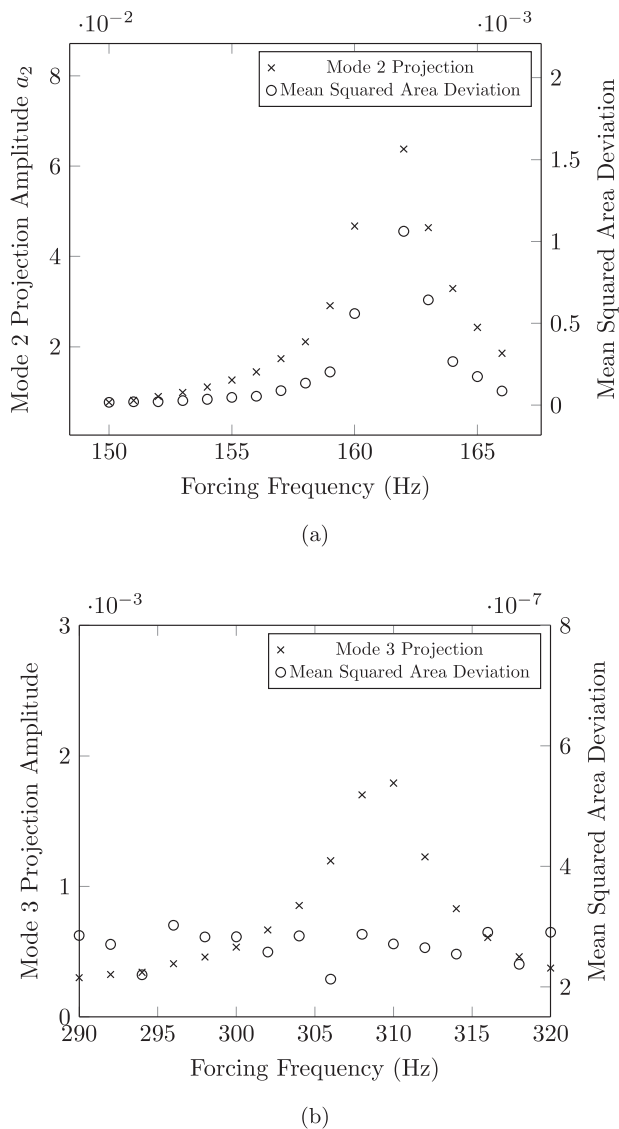 ·10⁻² ·10⁻³
Mode 2 Projection
Mean Squared Area Deviation
Mode 2 Projection Amplitude a₂
8
6
4
2
2
1.5
1
0.5
0
Mean Squared Area Deviation
150 155 160 165
Forcing Frequency (Hz)
(a)
·10⁻³ ·10⁻⁷
Mode 3 Projection
Mean Squared Area Deviation
Mode 3 Projection Amplitude
3
2
1
0
8
6
4
2
Mean Squared Area Deviation
290 295 300 305 310 315 320
Forcing Frequency (Hz)
(b)